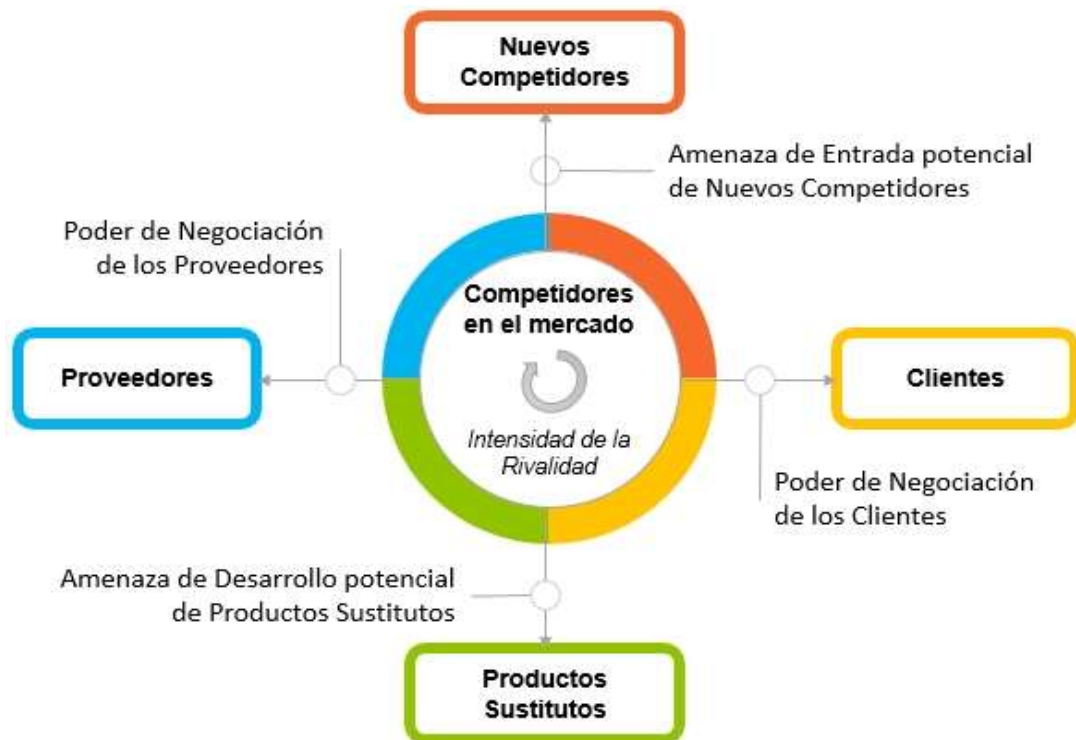 Nuevos
Competidores
Amenaza de Entrada potencial
de Nuevos Competidores
Poder de Negociación
de los Proveedores
Competidores
en el mercado
Proveedores
Clientes
Intensidad de la
Rivalidad
Poder de Negociación
de los Clientes
Amenaza de Desarrollo potencial
de Productos Sustitutos
Productos
Sustitutos